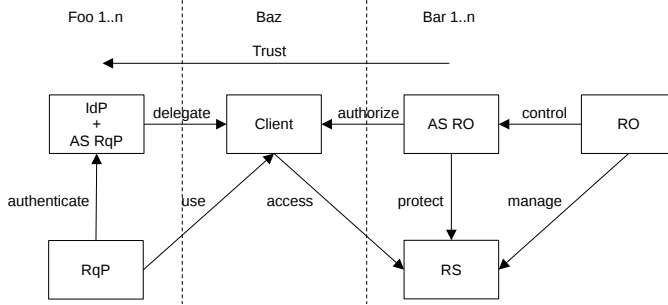 Foo 1..n
Baz
Bar 1..n
Trust
IdP
+
AS RqP
delegate
Client
authorize
AS RO
control
RO
authenticate
use
access
protect
manage
RqP
RS